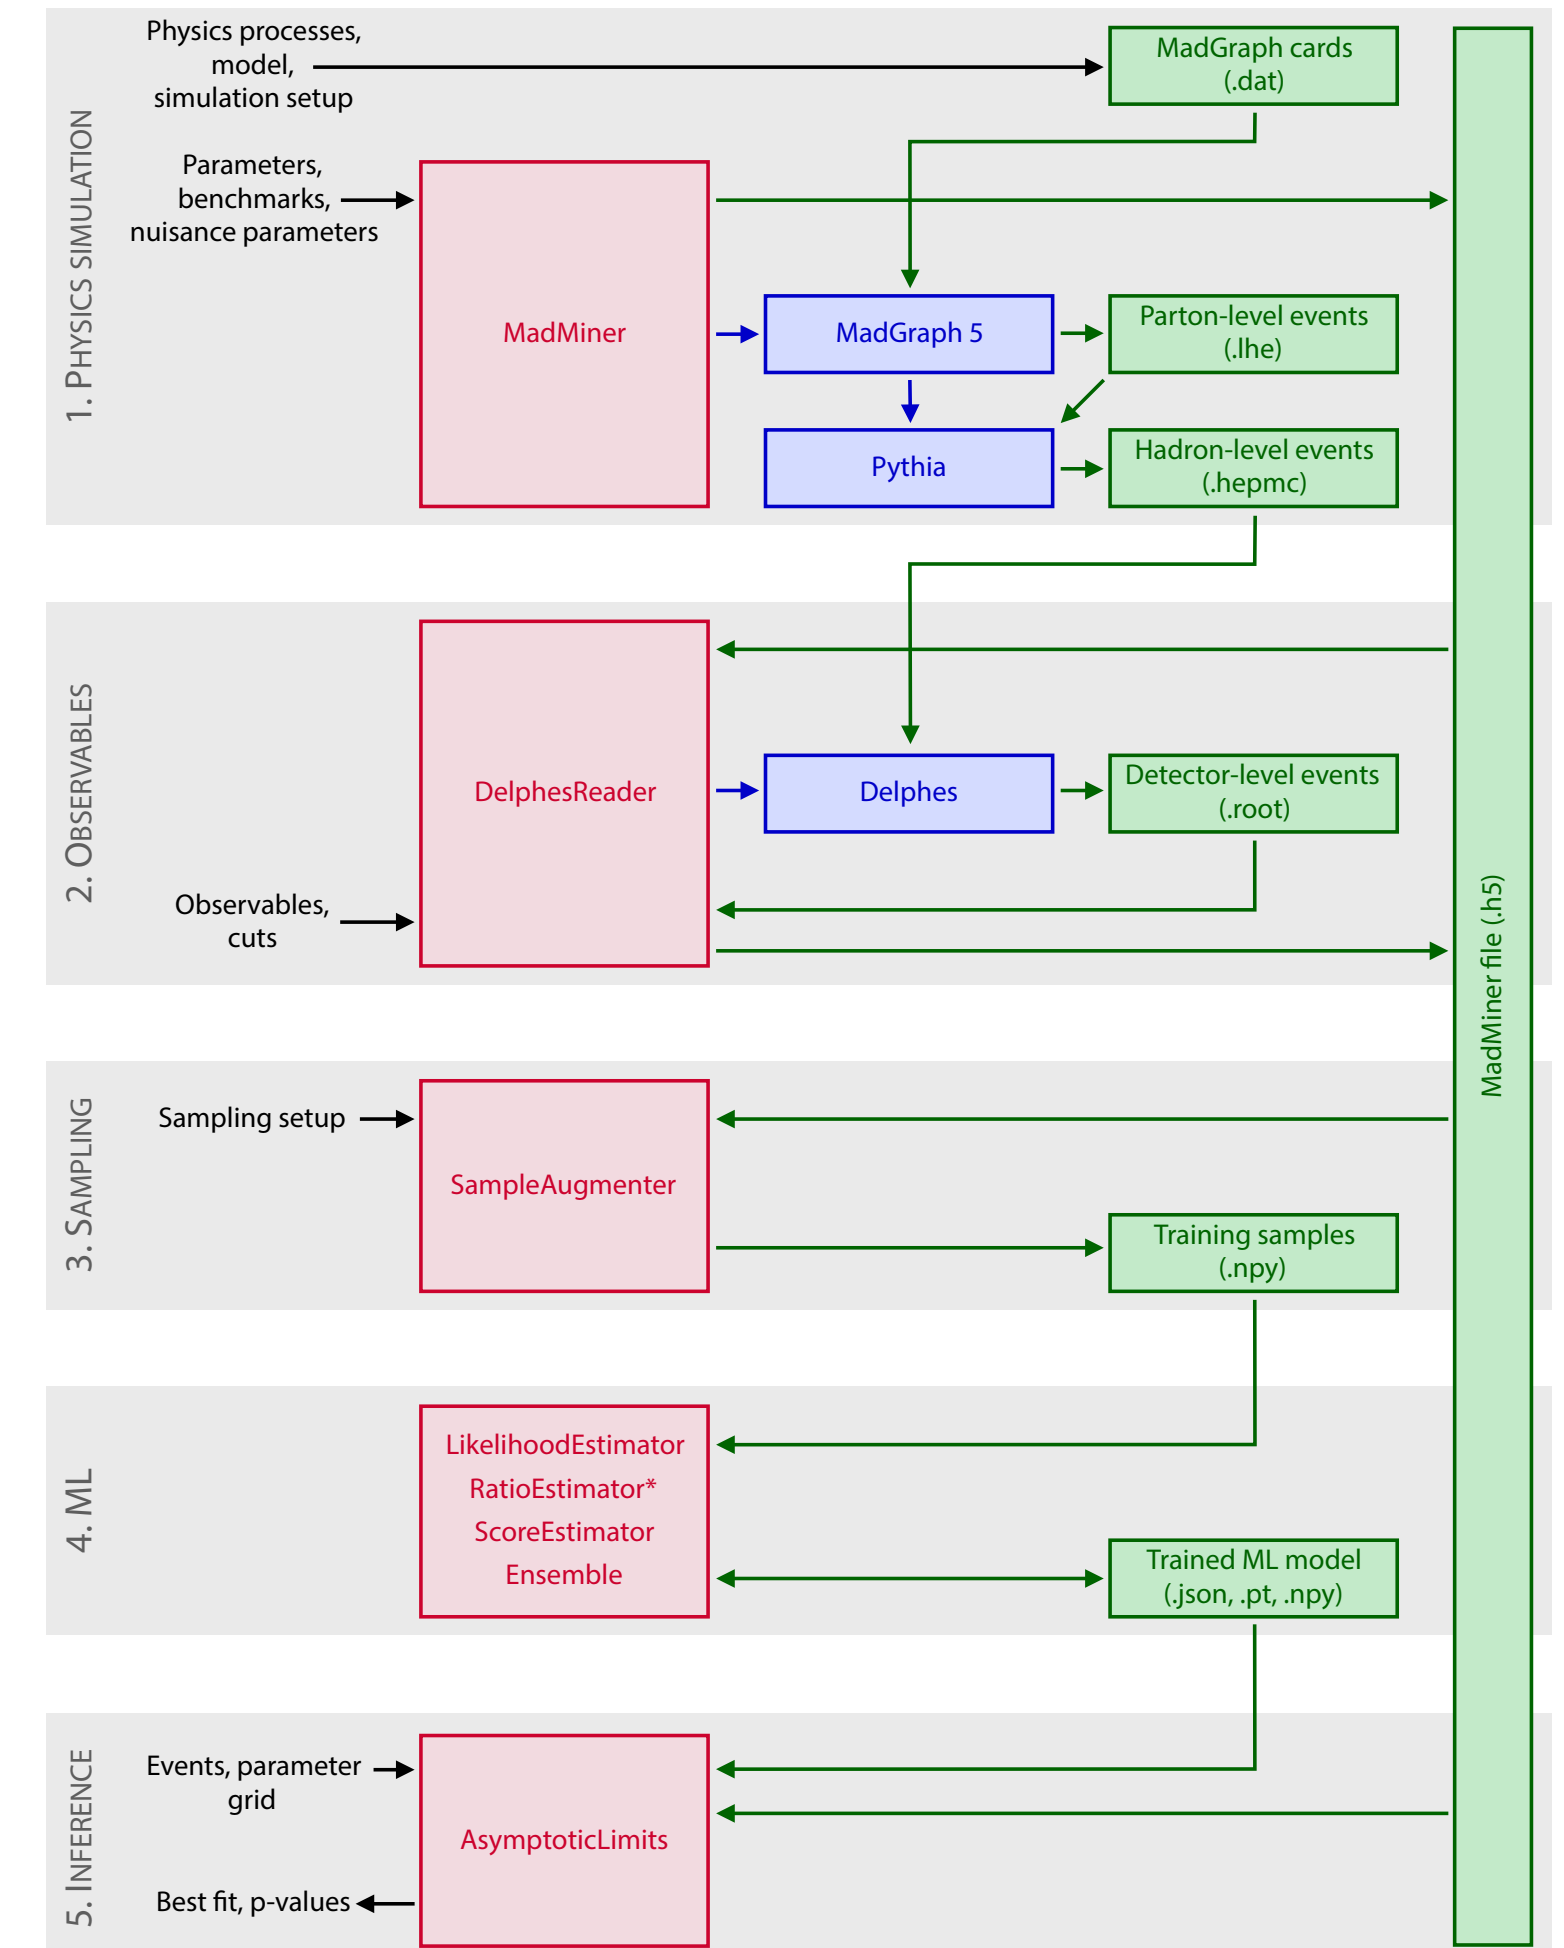 1. PHYSICS SIMULATION
Physics processes,
model,
simulation setup
MadGraph cards
(.dat)
Parameters,
benchmarks,
nuisance parameters
MadMiner
MadGraph 5
Parton-level events
(.lhe)
Pythia
Hadron-level events
(.hepmc)
MadMiner file (.h5)
2. OBSERVABLES
DelphesReader
Delphes
Detector-level events
(.root)
Observables,
cuts
3. SAMPLING
Sampling setup
SampleAugmenter
Training samples
(.npy)
4. ML
LikelihoodEstimator
RatioEstimator*
ScoreEstimator
Ensemble
Trained ML model
(.json, .pt, .npy)
5. INFERENCE
Events, parameter
grid
AsymptoticLimits
Best fit, p-values